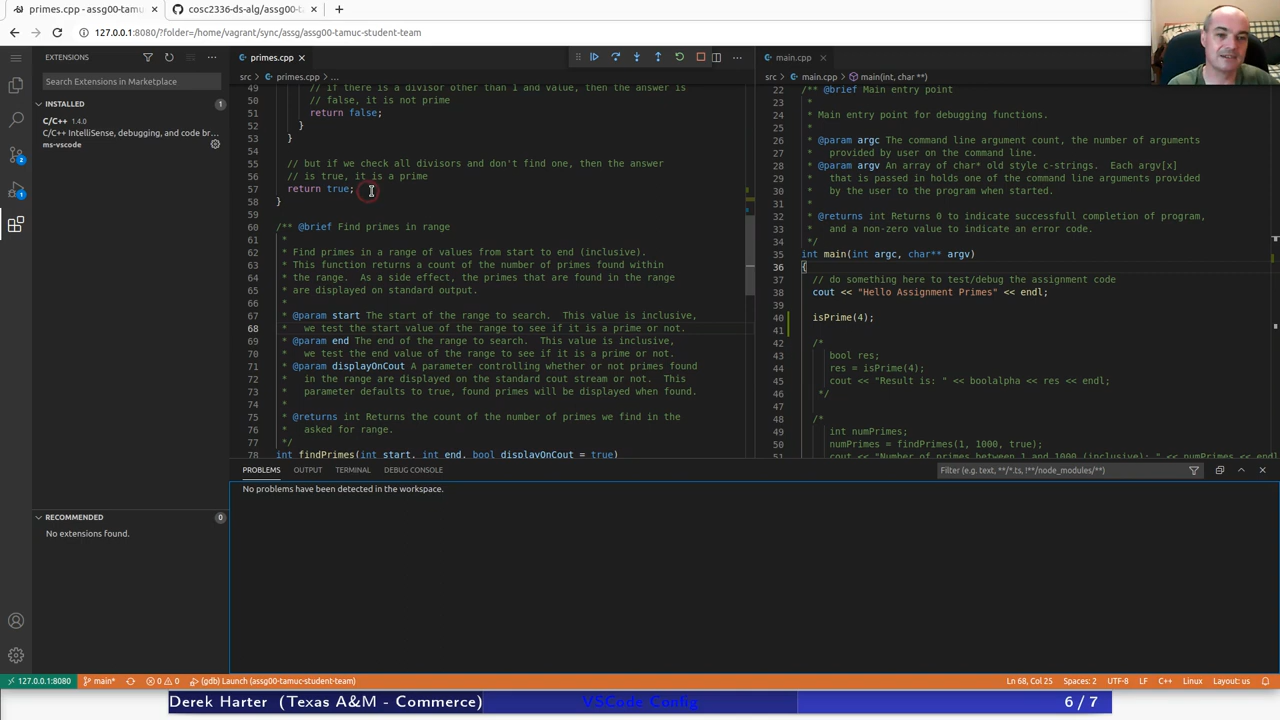 primes.cpp - assg00-tamu
cosc2336-ds-alg/assg00-t
127.0.0.1:8080/?folder=/home/vagrant/sync/assg/assg00-tamuc-student-team
EXTENSIONS
Search Extensions in Marketplace
INSTALLED
1
C/C++ 1.4.0
C/C++ IntelliSense, debugging, and code br...
ms-vscode
2
1
RECOMMENDED
0
No extensions found.
primes.cpp
src > primes.cpp > ...
49 // If there is a divisor other than 1 and value, then the answer is
50 // false, it is not prime
51 return false;
52 }
53 }
54
55 // but if we check all divisors and don't find one, then the answer
56 // is true, it is a prime
57 return true;
58 }
59
60 /** @brief Find primes in range
61 *
62 * Find primes in a range of values from start to end (inclusive).
63 * This function returns a count of the number of primes found within
64 * the range.  As a side effect, the primes that are found in the range
65 * are displayed on standard output.
66 *
67 * @param start The start of the range to search.  This value is inclusive,
68 *   we test the start value of the range to see if it is a prime or not.
69 * @param end The end of the range to search.  This value is inclusive,
70 *   we test the end value of the range to see if it is a prime or not.
71 * @param displayOnCout A parameter controlling whether or not primes found
72 *   in the range are displayed on the standard cout stream or not.  This
73 *   parameter defaults to true, found primes will be displayed when found.
74 *
75 * @returns int Returns the count of the number of primes we find in the
76 *   asked for range.
77 */
78 int findPrimes(int start, int end, bool displayOnCout = true)
main.cpp
src > main.cpp > main(int, char **)
22 /** @brief Main entry point
23 *
24 * Main entry point for debugging functions.
25 *
26 * @param argc The command line argument count, the number of arguments
27 *   provided by user on the command line.
28 * @param argv An array of char* old style c-strings.  Each argv[x]
29 *   that is passed in holds one of the command line arguments provided
30 *   by the user to the program when started.
31 *
32 * @returns int Returns 0 to indicate successfull completion of program,
33 *   and a non-zero value to indicate an error code.
34 */
35 int main(int argc, char** argv)
36 {
37 // do something here to test/debug the assignment code
38 cout << "Hello Assignment Primes" << endl;
39
40 isPrime(4);
41
42 /*
43 bool res;
44 res = isPrime(4);
45 cout << "Result is: " << boolalpha << res << endl;
46 */
47
48 /*
49 int numPrimes;
50 numPrimes = findPrimes(1, 1000, true);
51 cout << "Number of primes between 1 and 1000 (inclusive): " << numPrimes << end
PROBLEMS OUTPUT TERMINAL DEBUG CONSOLE
Filter (e.g. text, **/*.ts, !**/node_modules/**)
No problems have been detected in the workspace.
127.0.0.1:8080 main* 0 0 (gdb) Launch (assg00-tamuc-student-team)
Ln 68, Col 25 Spaces: 2 UTF-8 LF C++ Linux Layout: us
Derek Harter (Texas A&M - Commerce) VSCode Config 6 / 7